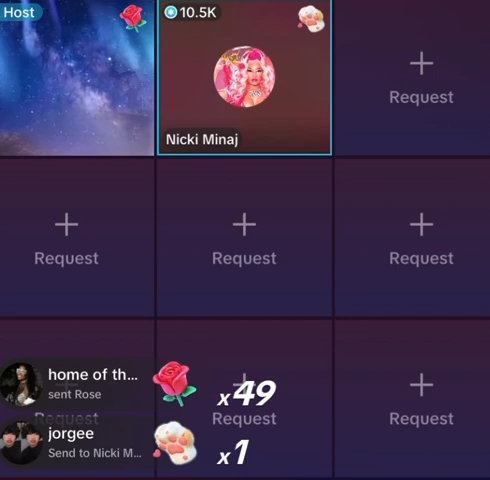 Host
10.5K
Nicki Minaj
Request
Request
Request
Request
Request
Request
Request
home of th...
sent Rose
x49
jorgee
Send to Nicki M...
x1